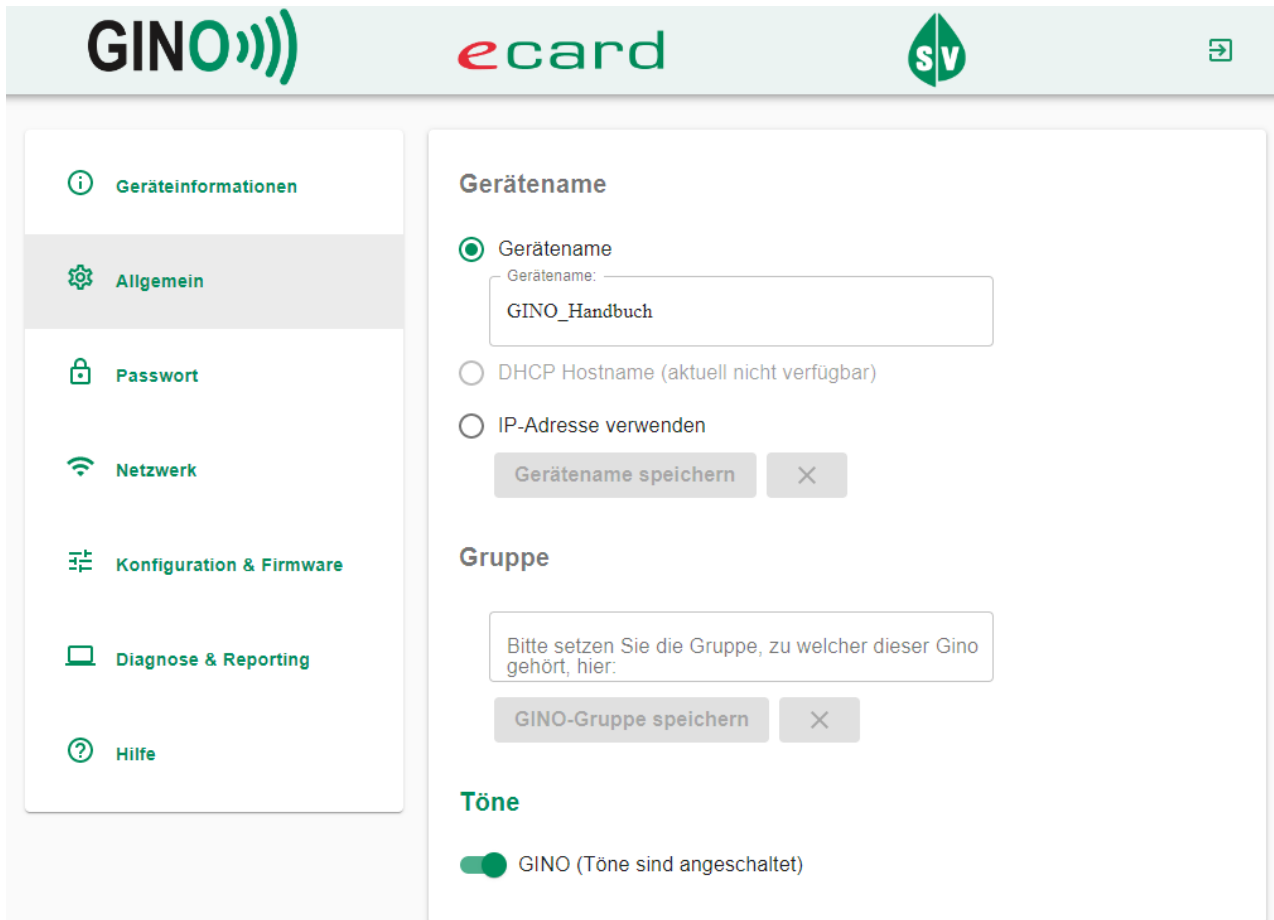 GINO
ecard
SV
Geräteinformationen
Allgemein
Passwort
Netzwerk
Konfiguration & Firmware
Diagnose & Reporting
Hilfe
Gerätename
Gerätename
Gerätename:
GINO_Handbuch
DHCP Hostname (aktuell nicht verfügbar)
IP-Adresse verwenden
Gerätename speichern
Gruppe
Bitte setzen Sie die Gruppe, zu welcher dieser Gino
gehört, hier:
GINO-Gruppe speichern
Töne
GINO (Töne sind angeschaltet)